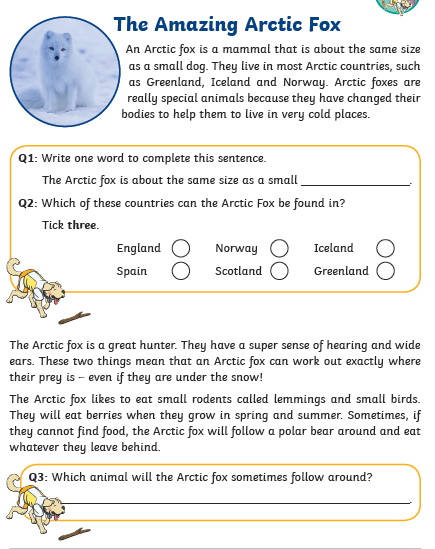 The Amazing Arctic Fox
An Arctic fox is a mammal that is about the same size
as a small dog. They live in most Arctic countries, such
as Greenland, Iceland and Norway. Arctic foxes are
really special animals because they have changed their
bodies to help them to live in very cold places.
Q1: Write one word to complete this sentence.
The Arctic fox is about the same size as a small ____________________.
Q2: Which of these countries can the Arctic Fox be found in?
Tick three.
England Norway Iceland
Spain Scotland Greenland
The Arctic fox is a great hunter. They have a super sense of hearing and wide
ears. These two things mean that an Arctic fox can work out exactly where
their prey is – even if they are under the snow!
The Arctic fox likes to eat small rodents called lemmings and small birds.
They will eat berries when they grow in spring and summer. Sometimes, if
they cannot find food, the Arctic fox will follow a polar bear around and eat
whatever they leave behind.
Q3: Which animal will the Arctic fox sometimes follow around?